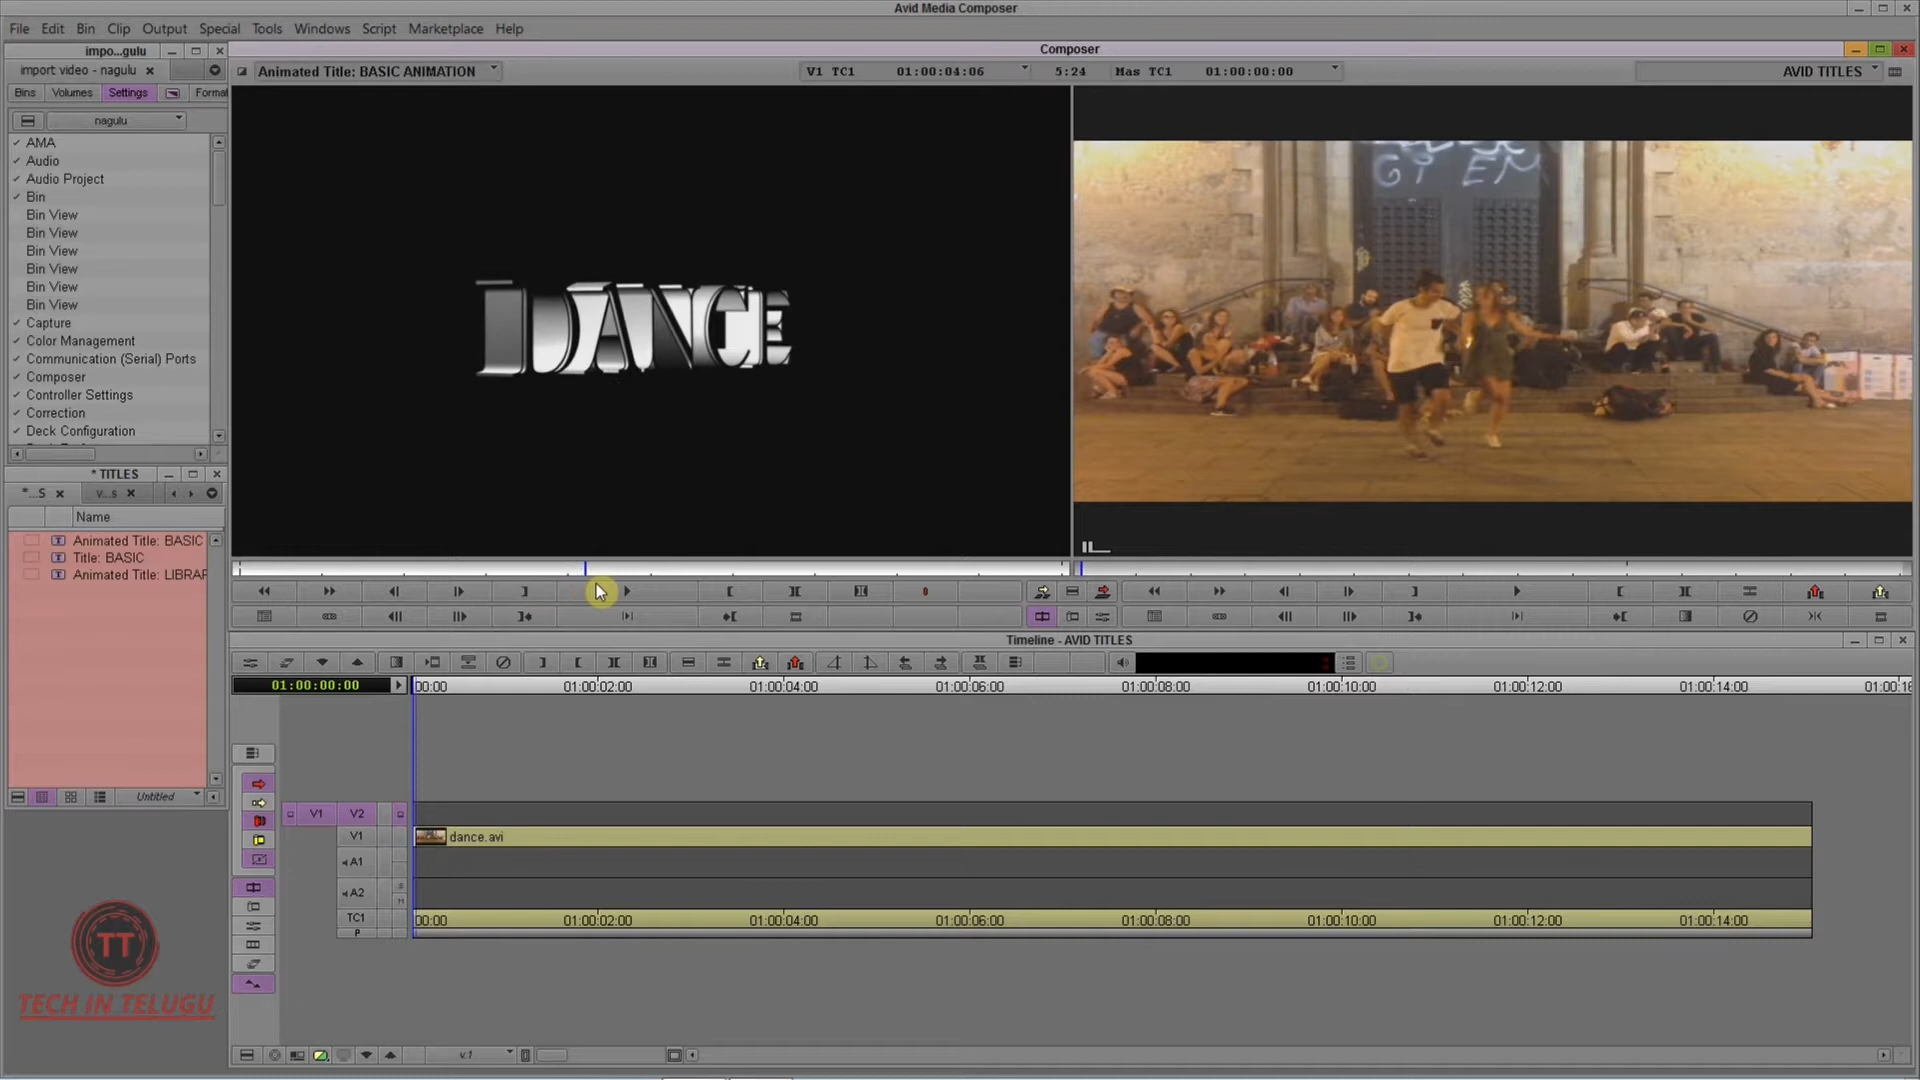 Avid Media Composer
File Edit Bin Clip Output Special Tools Windows Script Marketplace Help
impo...gulu
Composer
import video - nagulu
Animated Title: BASIC ANIMATION
V1 TC1 01:00:04:06 5:24 Mas TC1 01:00:00:00
AVID TITLES
Bins Volumes Settings Format
nagulu
AMA
Audio
Audio Project
Bin
Bin View
Bin View
Bin View
Bin View
Bin View
Bin View
Capture
Color Management
Communication (Serial) Ports
Composer
Controller Settings
Correction
Deck Configuration
DANCE
* TITLES
*...S
v...s
Name
Animated Title: BASIC
Title: BASIC
Animated Title: LIBRAR
Untitled
Timeline - AVID TITLES
01:00:00:00
00:00 01:00:02:00 01:00:04:00 01:00:06:00 01:00:08:00 01:00:10:00 01:00:12:00 01:00:14:00 01:00:16
V1 V2
V1 dance.avi
A1
A2
S
M
TC1 00:00 01:00:02:00 01:00:04:00 01:00:06:00 01:00:08:00 01:00:10:00 01:00:12:00 01:00:14:00
P
TT
TECH IN TELUGU
v.1